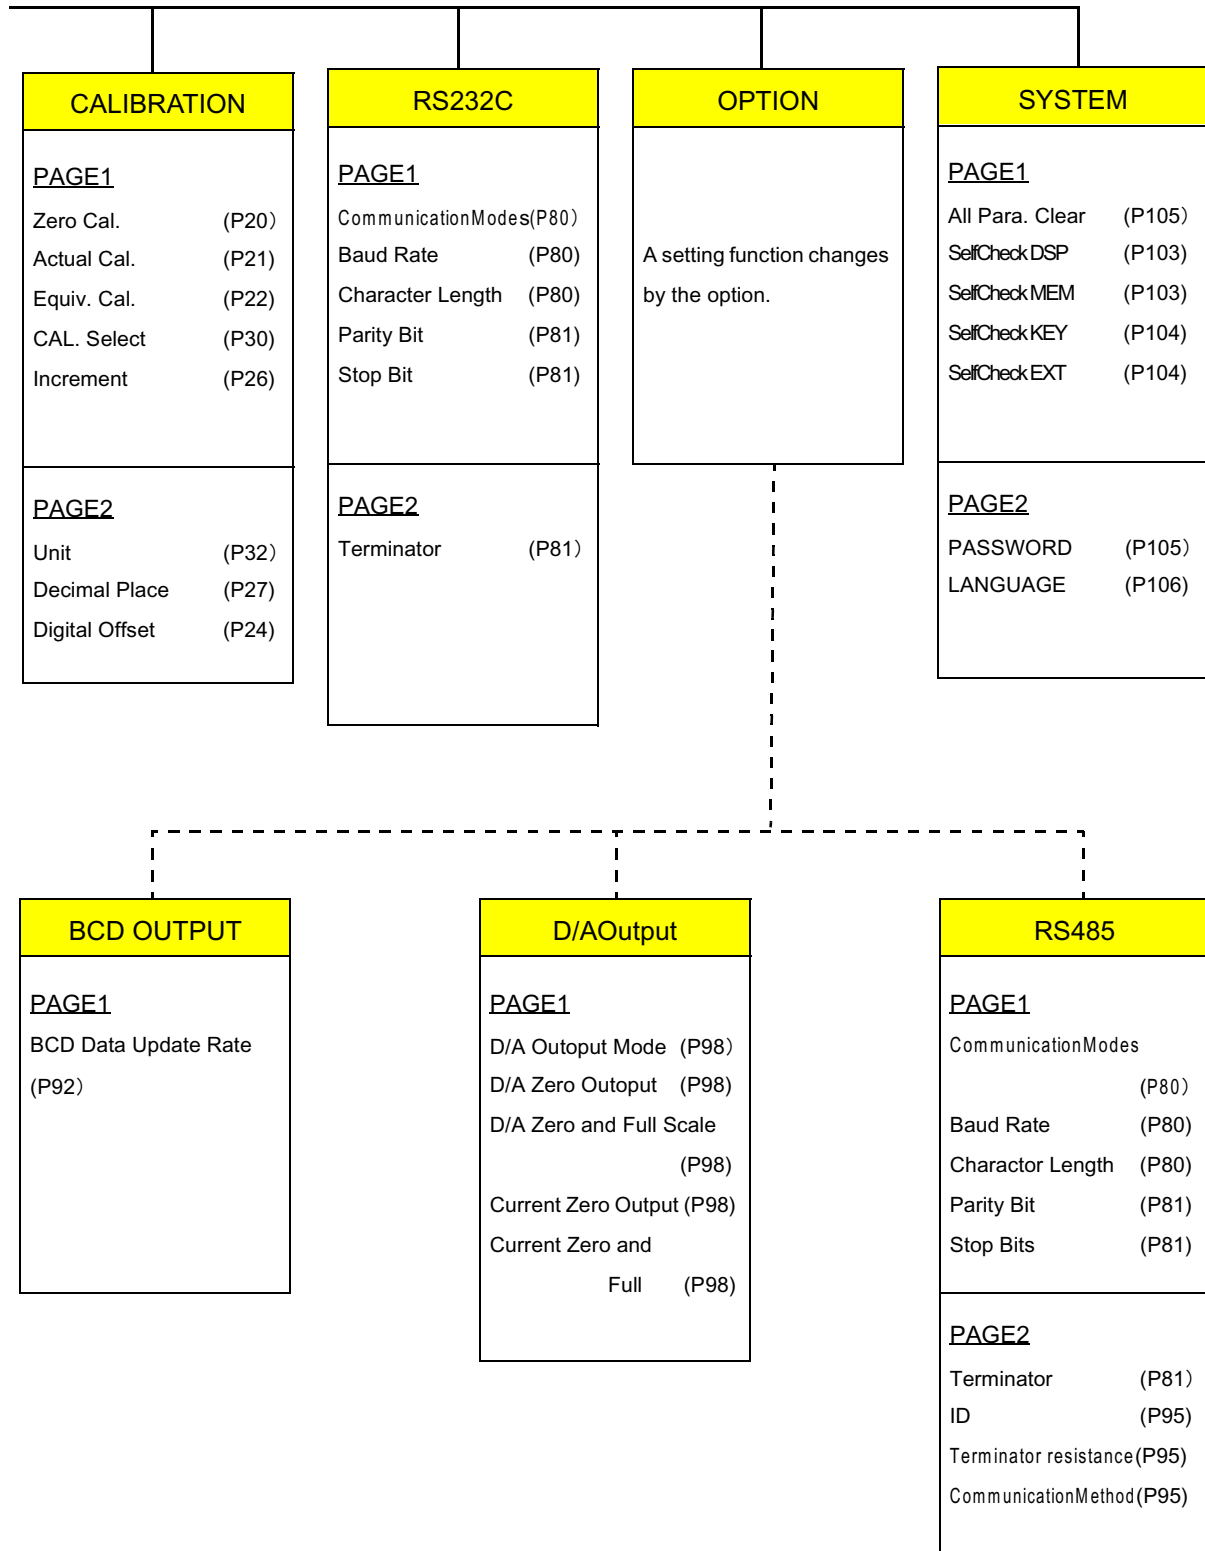 CALIBRATION
PAGE1
Zero Cal. (P20）
Actual Cal. (P21)
Equiv. Cal. (P22)
CAL. Select (P30)
Increment (P26)
PAGE2
Unit (P32）
Decimal Place (P27)
Digital Offset (P24)
RS232C
PAGE1
CommunicationModes(P80）
Baud Rate (P80)
Character Length (P80)
Parity Bit (P81)
Stop Bit (P81)
PAGE2
Terminator (P81）
OPTION
A setting function changes
by the option.
SYSTEM
PAGE1
All Para. Clear (P105）
SelfCheck DSP (P103)
SelfCheck MEM (P103)
SelfCheck KEY (P104)
SelfCheck EXT (P104)
PAGE2
PASSWORD (P105）
LANGUAGE (P106)
BCD OUTPUT
PAGE1
BCD Data Update Rate
(P92）
D/AOutput
PAGE1
D/A Outoput Mode (P98）
D/A Zero Outoput (P98)
D/A Zero and Full Scale
(P98)
Current Zero Output (P98)
Current Zero and
Full (P98)
RS485
PAGE1
CommunicationModes
(P80）
Baud Rate (P80)
Charactor Length (P80)
Parity Bit (P81)
Stop Bits (P81)
PAGE2
Terminator (P81）
ID (P95)
Terminator resistance(P95)
CommunicationMethod(P95)